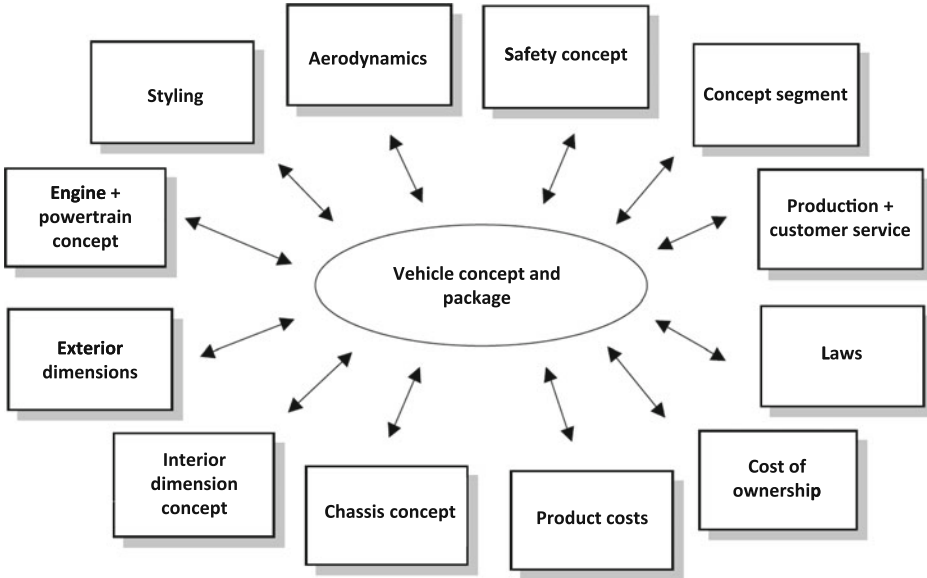 Aerodynamics
Safety concept
Styling
Concept segment
Engine +
powertrain
concept
Production +
customer service
Vehicle concept and
package
Exterior
dimensions
Laws
Interior
dimension
concept
Chassis concept
Product costs
Cost of
ownership